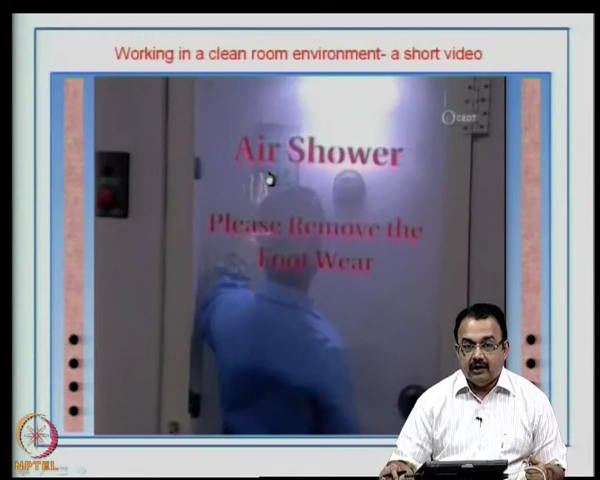 Working in a clean room environment- a short video
CEDT
Air Shower
Please Remove the
Foot Wear
NPTEL